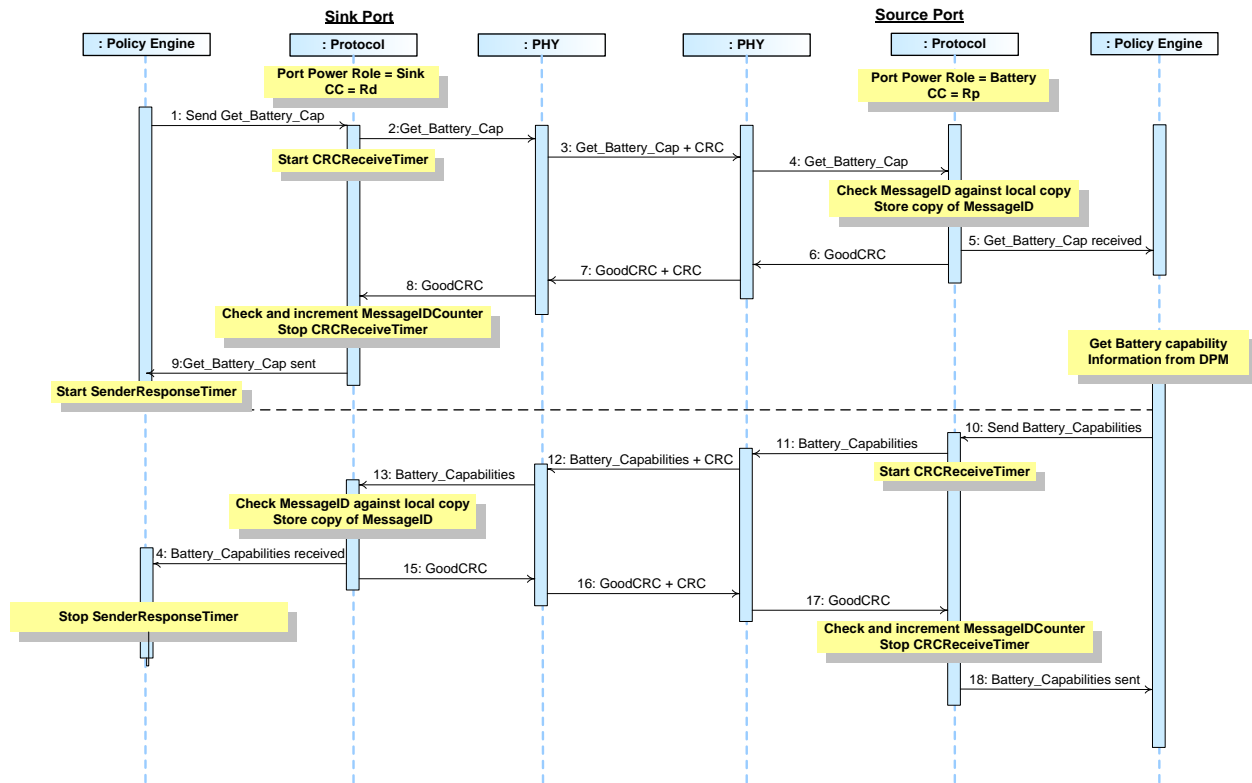 Sink Port
Source Port
: Policy Engine
: Protocol
: PHY
: PHY
: Protocol
: Policy Engine
Port Power Role = Sink
CC = Rd
Port Power Role = Battery
CC = Rp
1: Send Get_Battery_Cap
2:Get_Battery_Cap
Start CRCReceiveTimer
3: Get_Battery_Cap + CRC
4: Get_Battery_Cap
Check MessageID against local copy
Store copy of MessageID
5: Get_Battery_Cap received
6: GoodCRC
7: GoodCRC + CRC
8: GoodCRC
Check and increment MessageIDCounter
Stop CRCReceiveTimer
Get Battery capability
Information from DPM
9:Get_Battery_Cap sent
Start SenderResponseTimer
10: Send Battery_Capabilities
11: Battery_Capabilities
Start CRCReceiveTimer
12: Battery_Capabilities + CRC
13: Battery_Capabilities
Check MessageID against local copy
Store copy of MessageID
4: Battery_Capabilities received
15: GoodCRC
16: GoodCRC + CRC
17: GoodCRC
Stop SenderResponseTimer
Check and increment MessageIDCounter
Stop CRCReceiveTimer
18: Battery_Capabilities sent